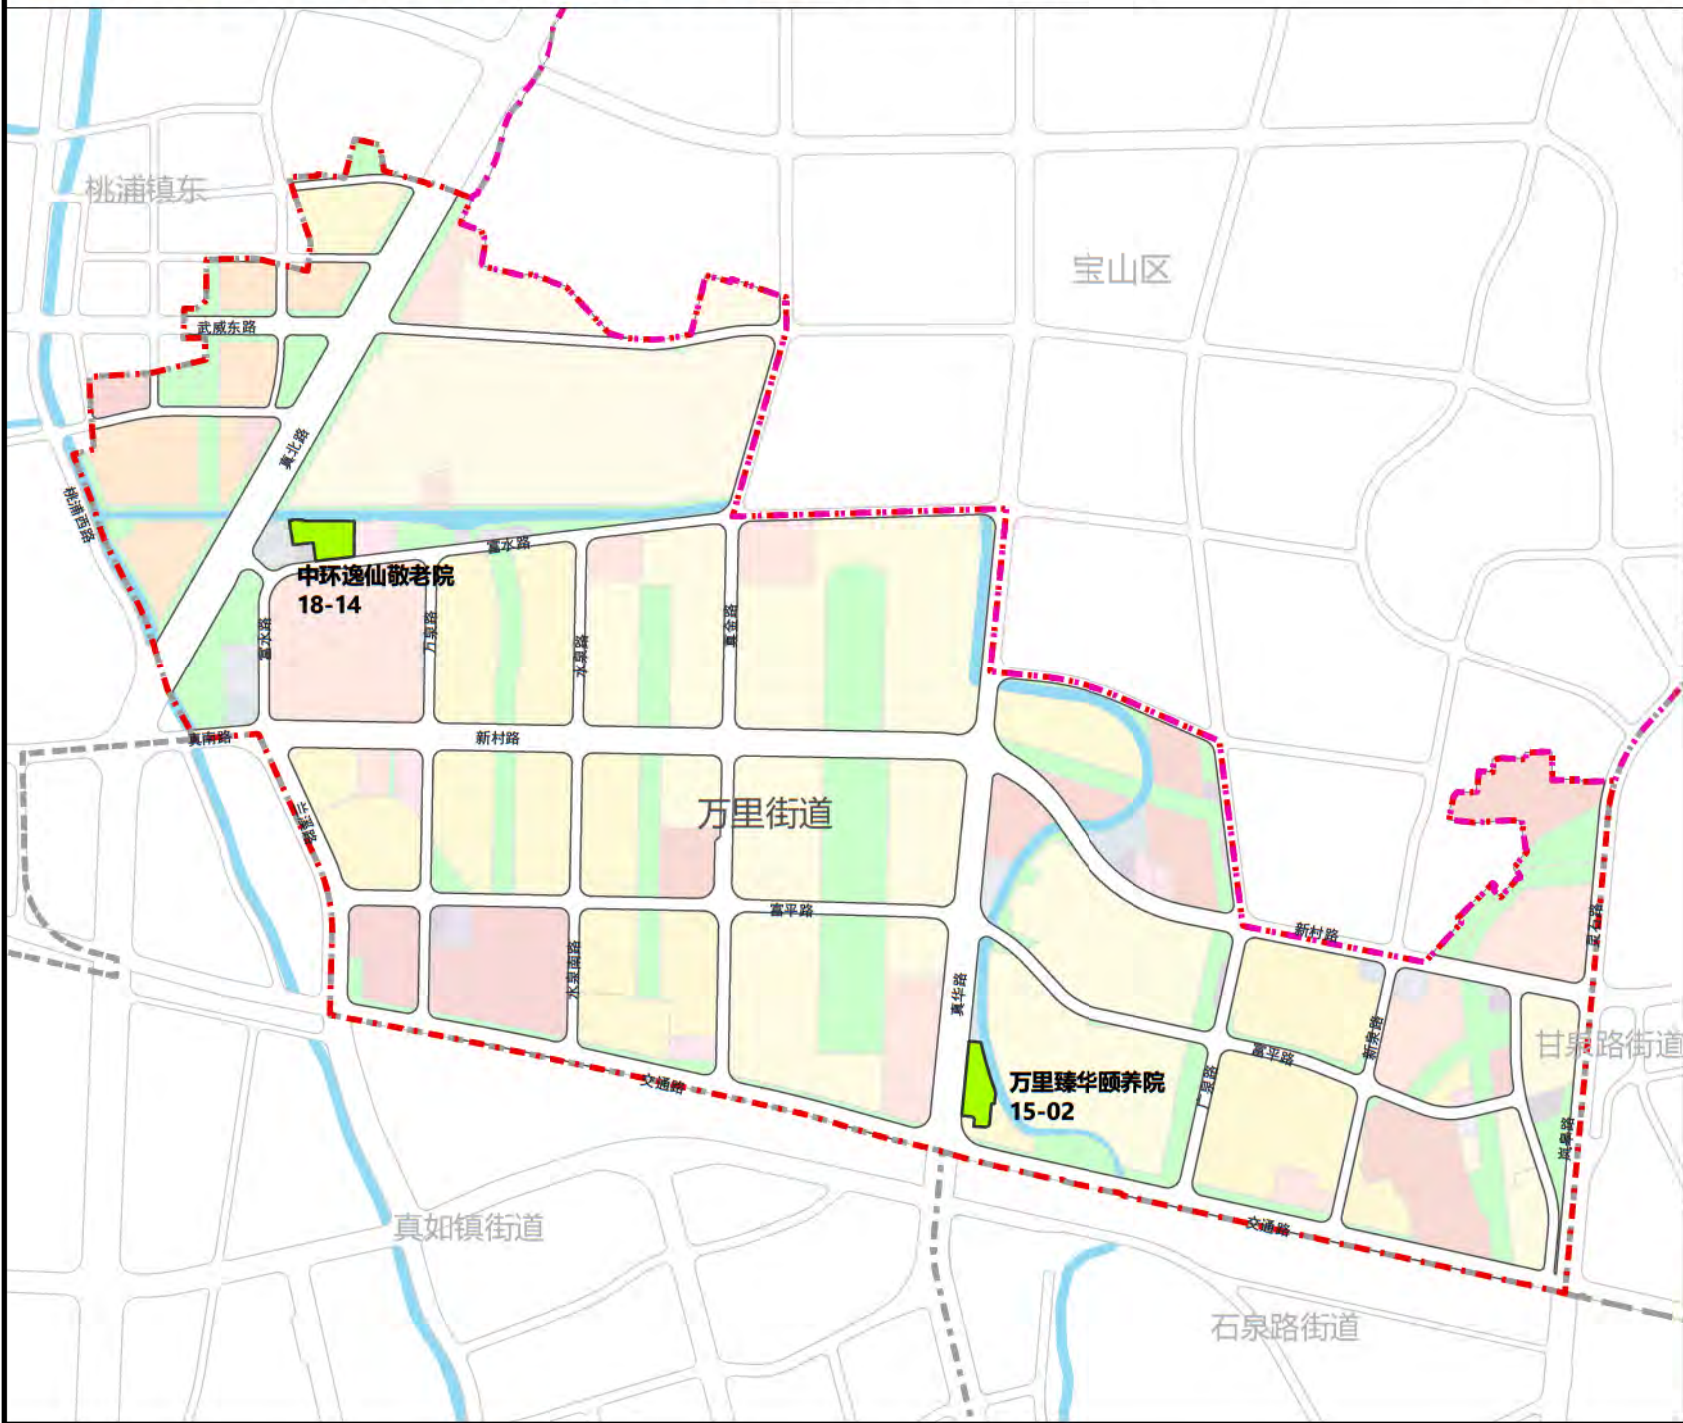 桃浦镇东
宝山区
武威东路
真北路
桃浦西路
富水路
中环逸仙敬老院
18-14
富水路
万泉路
水泉路
真金路
真南路
新村路
万里街道
富平路
新村路
水泉南路
真华路
新泉路
甘泉路街道
富平路
交通路
万里臻华颐养院
15-02
广泉路
岚皋路
真如镇街道
交通路
石泉路街道